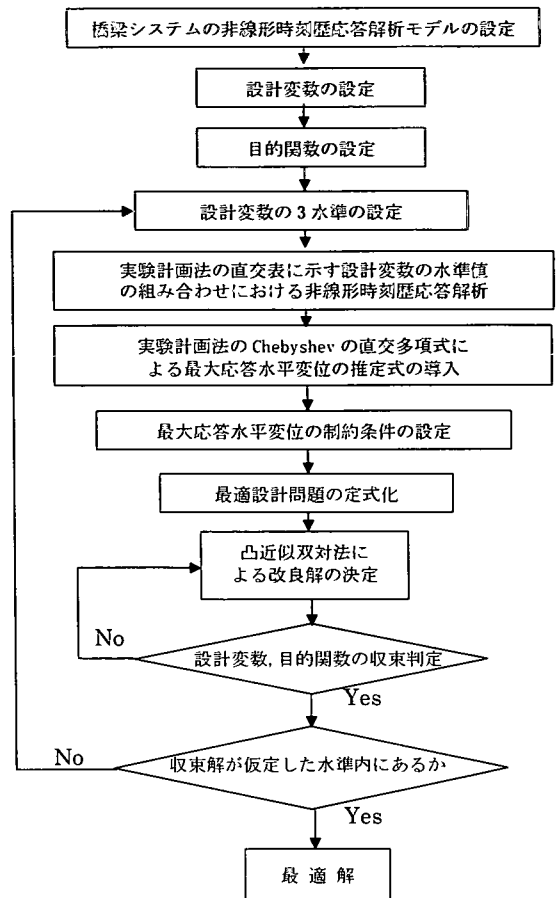 橋梁システムの非線形時刻歴応答解析モデルの設定
設計変数の設定
目的関数の設定
設計変数の3水準の設定
実験計画法の直交表に示す設計変数の水準値
の組み合わせにおける非線形時刻歴応答解析
実験計画法のChebyshevの直交多項式に
よる最大応答水平変位の推定式の導入
最大応答水平変位の制約条件の設定
最適設計問題の定式化
凸近似双対法に
よる改良解の決定
No
設計変数,目的関数の収束判定
Yes
No
収束解が仮定した水準内にあるか
Yes
最 適 解